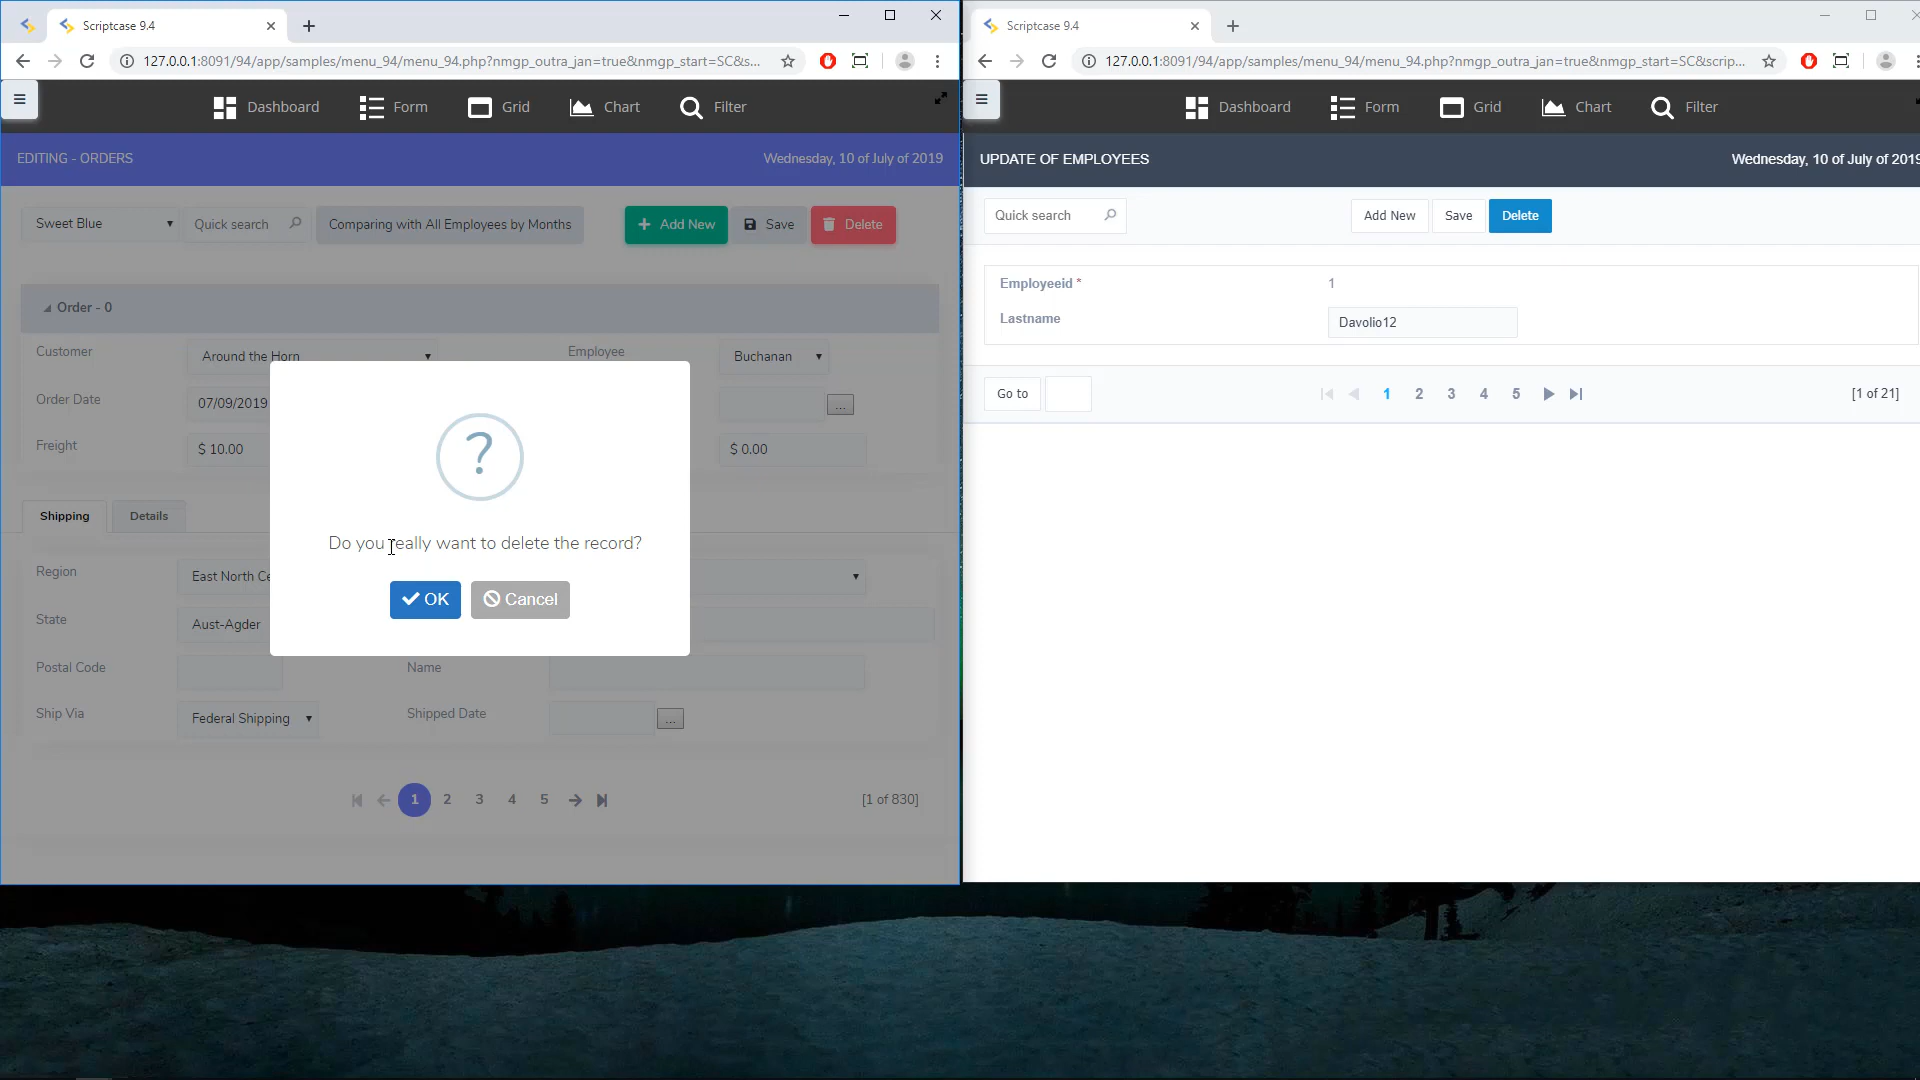 Scriptcase 9.4
127.0.0.1:8091/94/app/samples/menu_94/menu_94.php?nmgp_outra_jan=true&nmgp_start=SC&s...
Dashboard
Form
Grid
Chart
Filter
EDITING - ORDERS
Wednesday, 10 of July of 2019
Sweet Blue
Quick search
Comparing with All Employees by Months
Add New
Save
Delete
Order - 0
Customer
Around the Horn
Employee
Buchanan
Order Date
07/09/2019
...
Freight
$ 10.00
$ 0.00
Shipping
Details
?
Do you really want to delete the record?
OK
Cancel
Region
East North Ce
State
Aust-Agder
Postal Code
Name
Ship Via
Federal Shipping
Shipped Date
...
1 2 3 4 5
[1 of 830]
Scriptcase 9.4
127.0.0.1:8091/94/app/samples/menu_94/menu_94.php?nmgp_outra_jan=true&nmgp_start=SC&scrip...
Dashboard
Form
Grid
Chart
Filter
UPDATE OF EMPLOYEES
Wednesday, 10 of July of 2019
Quick search
Add New
Save
Delete
Employeeid *
1
Lastname
Davolio12
Go to
1 2 3 4 5
[1 of 21]